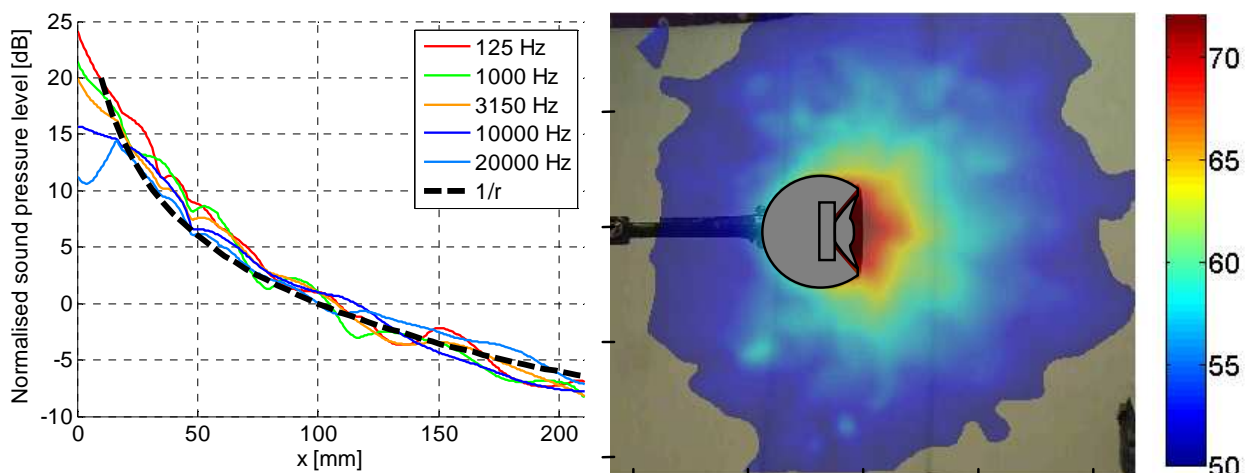 Normalised sound pressure level [dB]
25
20
15
10
5
0
-5
-10
0
50
100
150
200
x [mm]
125 Hz
1000 Hz
3150 Hz
10000 Hz
20000 Hz
1/r
70
65
60
55
50